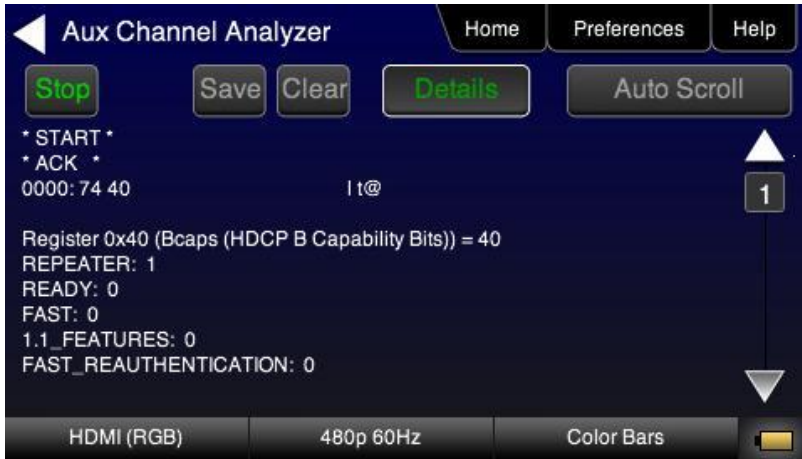 Aux Channel Analyzer Home Preferences Help
Stop Save Clear Details Auto Scroll
* START *
* ACK *
0000: 74 40 l t@
1
Register 0x40 (Bcaps (HDCP B Capability Bits)) = 40
REPEATER: 1
READY: 0
FAST: 0
1.1_FEATURES: 0
FAST_REAUTHENTICATION: 0
HDMI (RGB) 480p 60Hz Color Bars